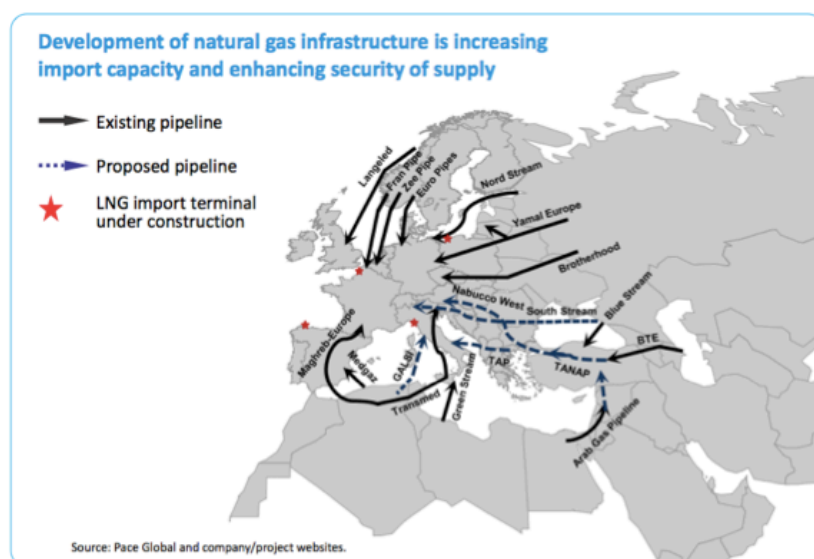 Development of natural gas infrastructure is increasing
import capacity and enhancing security of supply
Existing pipeline
Proposed pipeline
LNG import terminal
under construction
Langeled
Fran Pipe
Zee Pipe
Euro Pipes
Nord Stream
Yamal Europe
Brotherhood
Nabucco West
South Stream
Blue Stream
BTE
TANAP
TAP
Maghreb-Europe
Medgaz
GALSI
Transmed
Green Stream
Arab Gas Pipeline
Source: Pace Global and company/project websites.